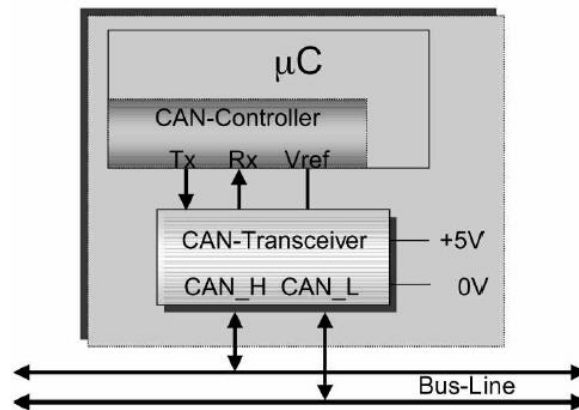 μC
CAN-Controller
Tx Rx Vref
CAN-Transceiver
+5V
CAN_H CAN_L
0V
Bus-Line